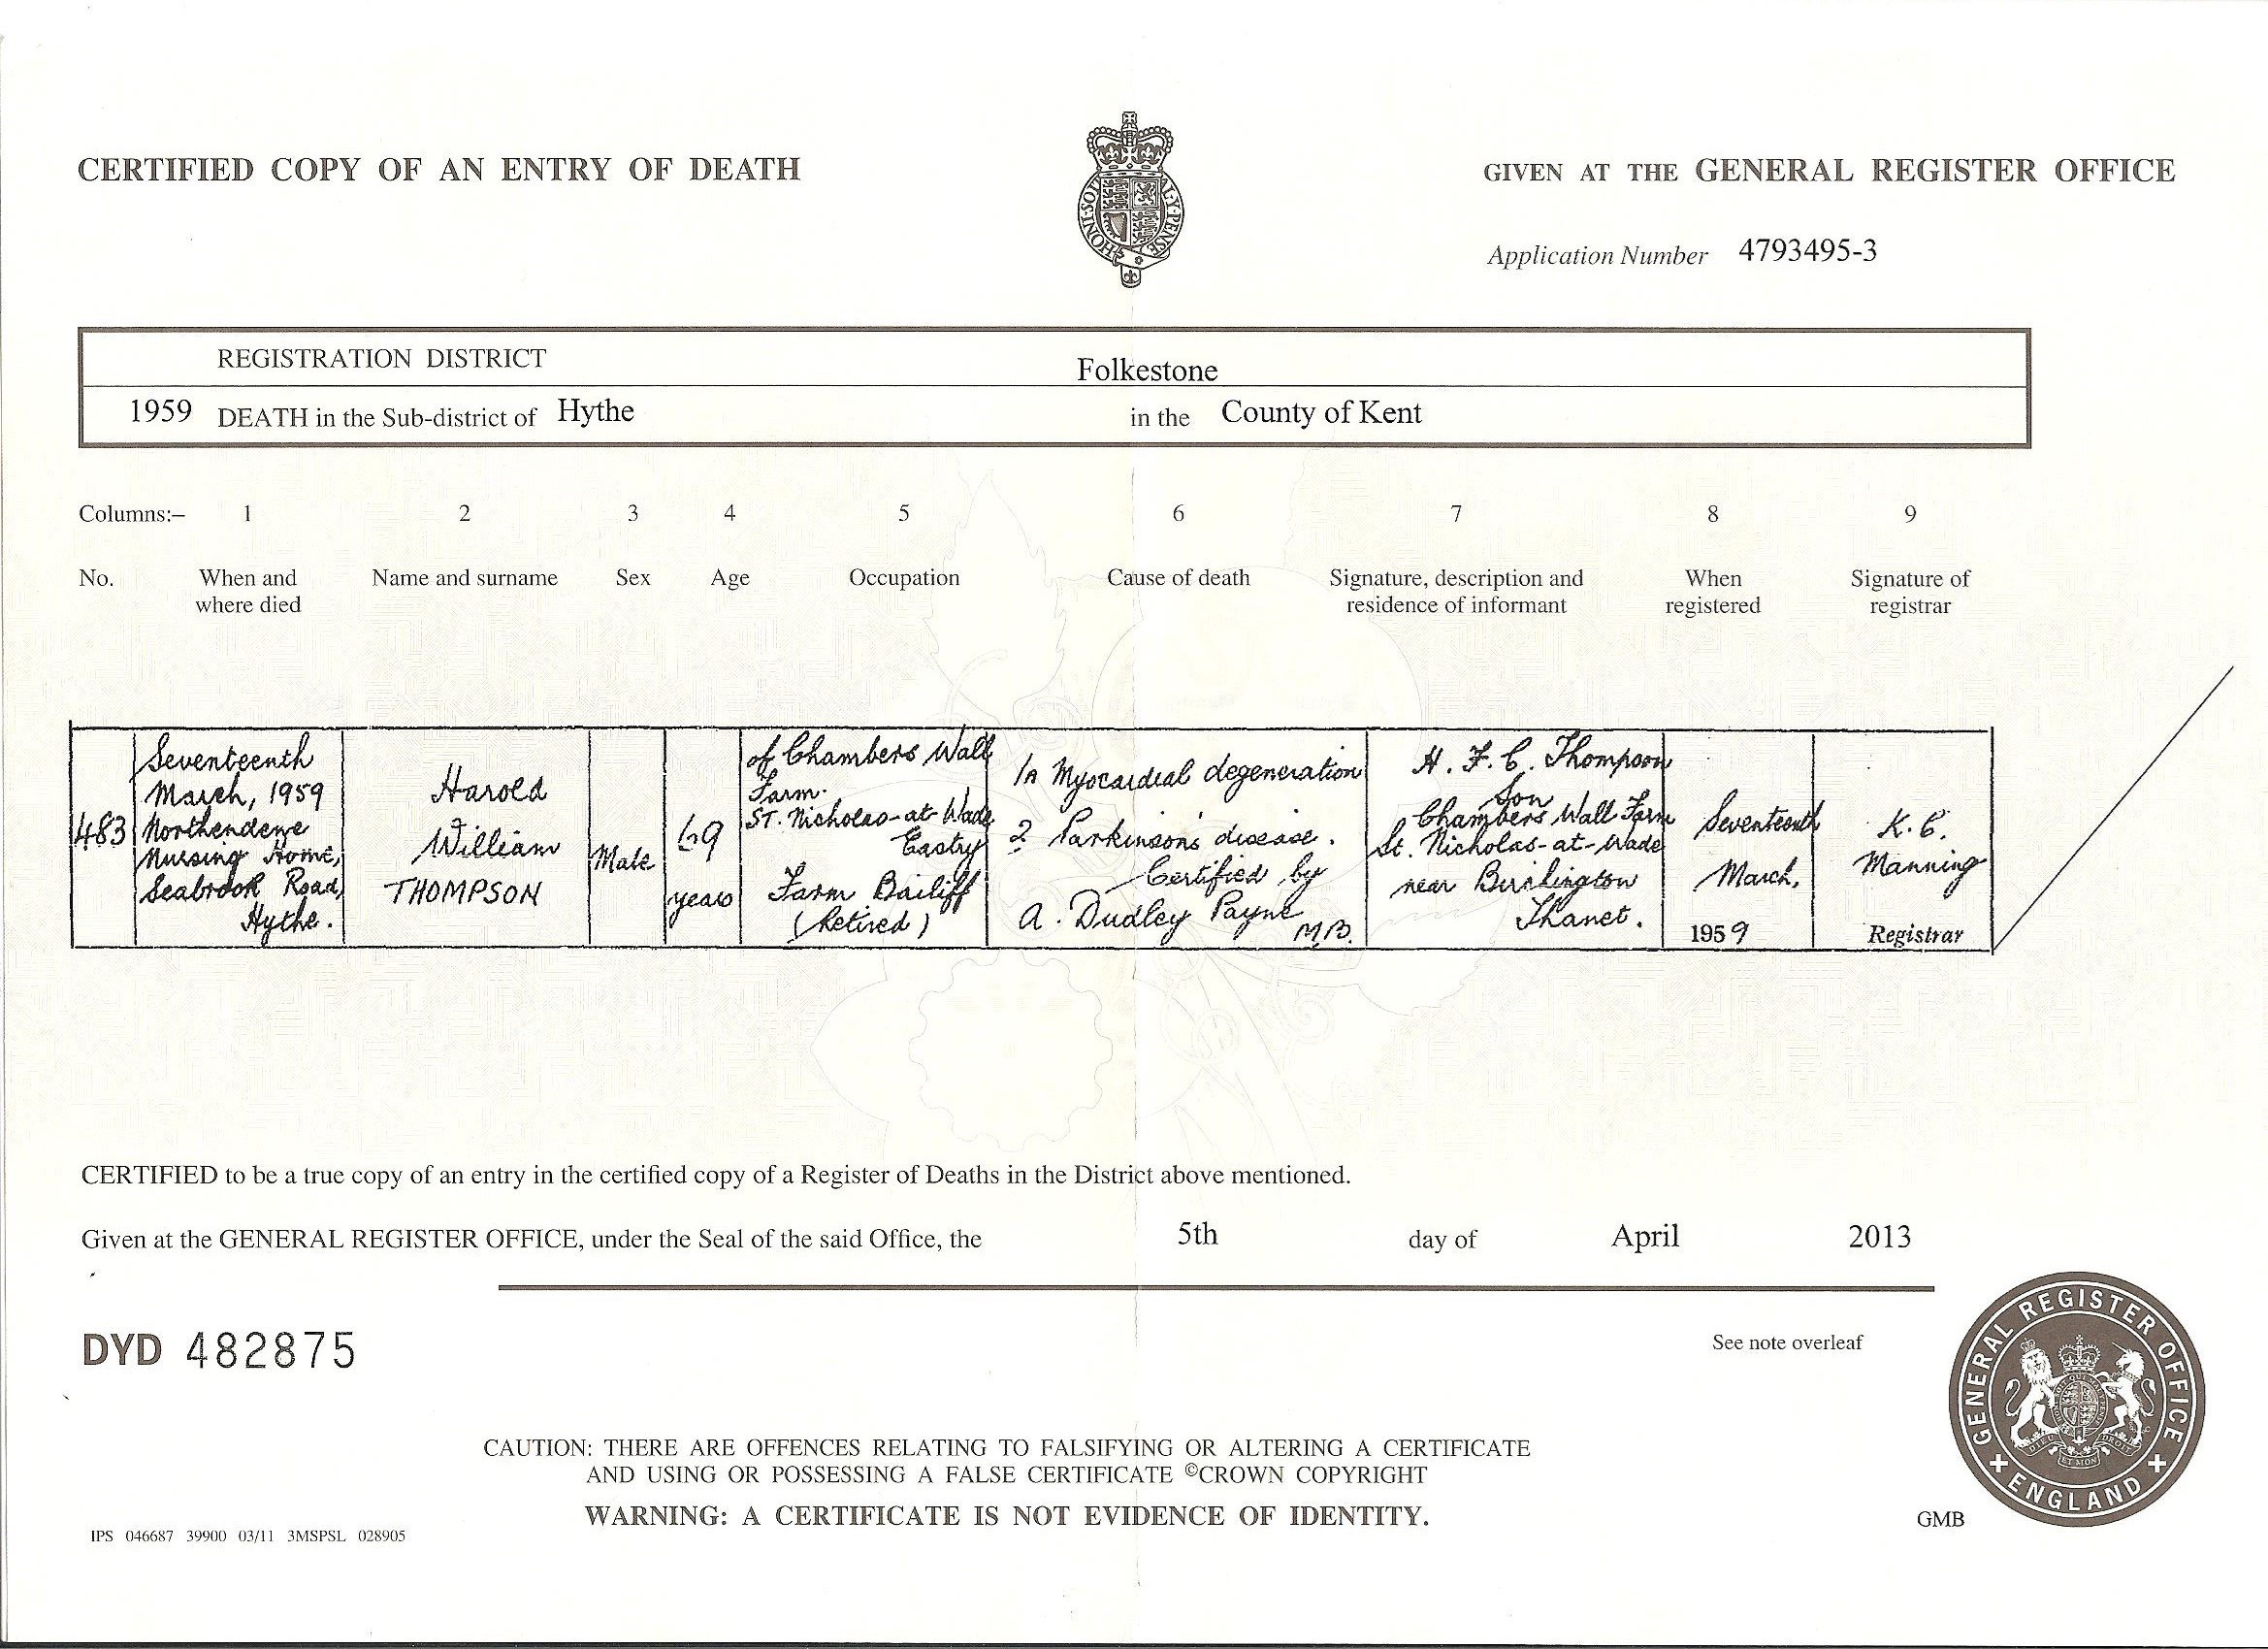 CERTIFIED COPY OF AN ENTRY OF DEATH
HONI·SOIT AL·Y·PENSE
GIVEN AT THE GENERAL REGISTER OFFICE
Application Number 4793495-3
REGISTRATION DISTRICT Folkestone
1959 DEATH in the Sub-district of Hythe in the County of Kent
Columns:– 1 2 3 4 5 6 7 8 9
No. When and where died Name and surname Sex Age Occupation Cause of death Signature, description and residence of informant When registered Signature of registrar
483
Seventeenth
March, 1959
Nursing Home,
Seabrook Road,
Hythe.
Harold
William
THOMPSON
Male
69
years
of Chambers Wall
Farm.
ST. Nicholas-at-Wade
Eastry
Farm Bailiff
(Retired)
1A Myocardial degeneration
2 Parkinson's disease.
Certified by
A. Dudley Payne
M.B.
H. F. C. Thompson
Son
Chambers Wall Farm
St. Nicholas-at-Wade
near Birchington
Thanet.
Seventeenth
March,
1959
K. C.
Manning
Registrar
CERTIFIED to be a true copy of an entry in the certified copy of a Register of Deaths in the District above mentioned.
Given at the GENERAL REGISTER OFFICE, under the Seal of the said Office, the 5th day of April 2013
DYD 482875
See note overleaf
GENERAL REGISTER OFFICE
ENGLAND
CAUTION: THERE ARE OFFENCES RELATING TO FALSIFYING OR ALTERING A CERTIFICATE
AND USING OR POSSESSING A FALSE CERTIFICATE ©CROWN COPYRIGHT
WARNING: A CERTIFICATE IS NOT EVIDENCE OF IDENTITY.
IPS 046687 39900 03/11 3MSPSL 028905
GMB